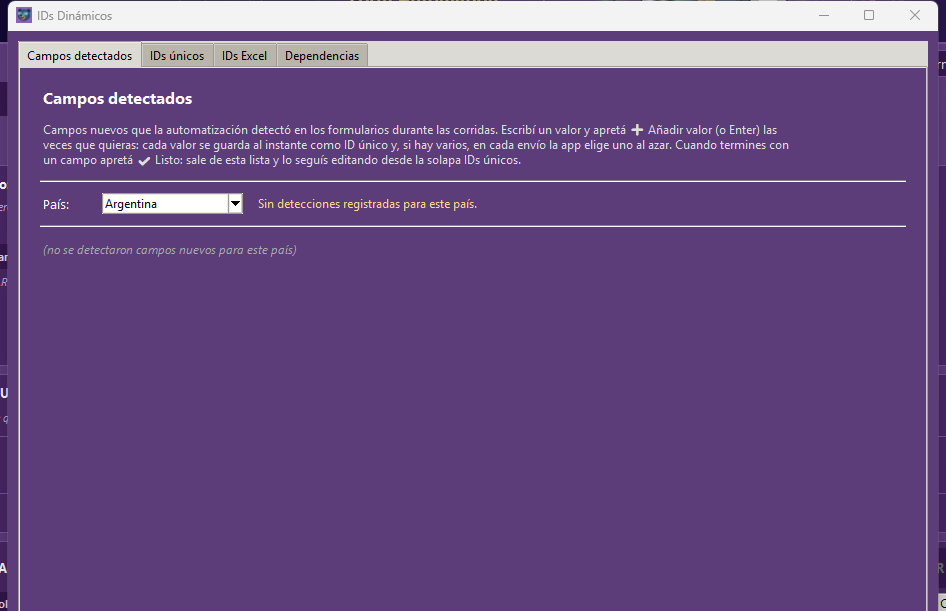 IDs Dinámicos
Campos detectados IDs únicos IDs Excel Dependencias
Campos detectados
Campos nuevos que la automatización detectó en los formularios durante las corridas. Escribí un valor y apretá ➕ Añadir valor (o Enter) las
veces que quieras: cada valor se guarda al instante como ID único y, si hay varios, en cada envío la app elige uno al azar. Cuando termines con
un campo apretá ✔ Listo: sale de esta lista y lo seguís editando desde la solapa IDs únicos.
País: Argentina Sin detecciones registradas para este país.
(no se detectaron campos nuevos para este país)